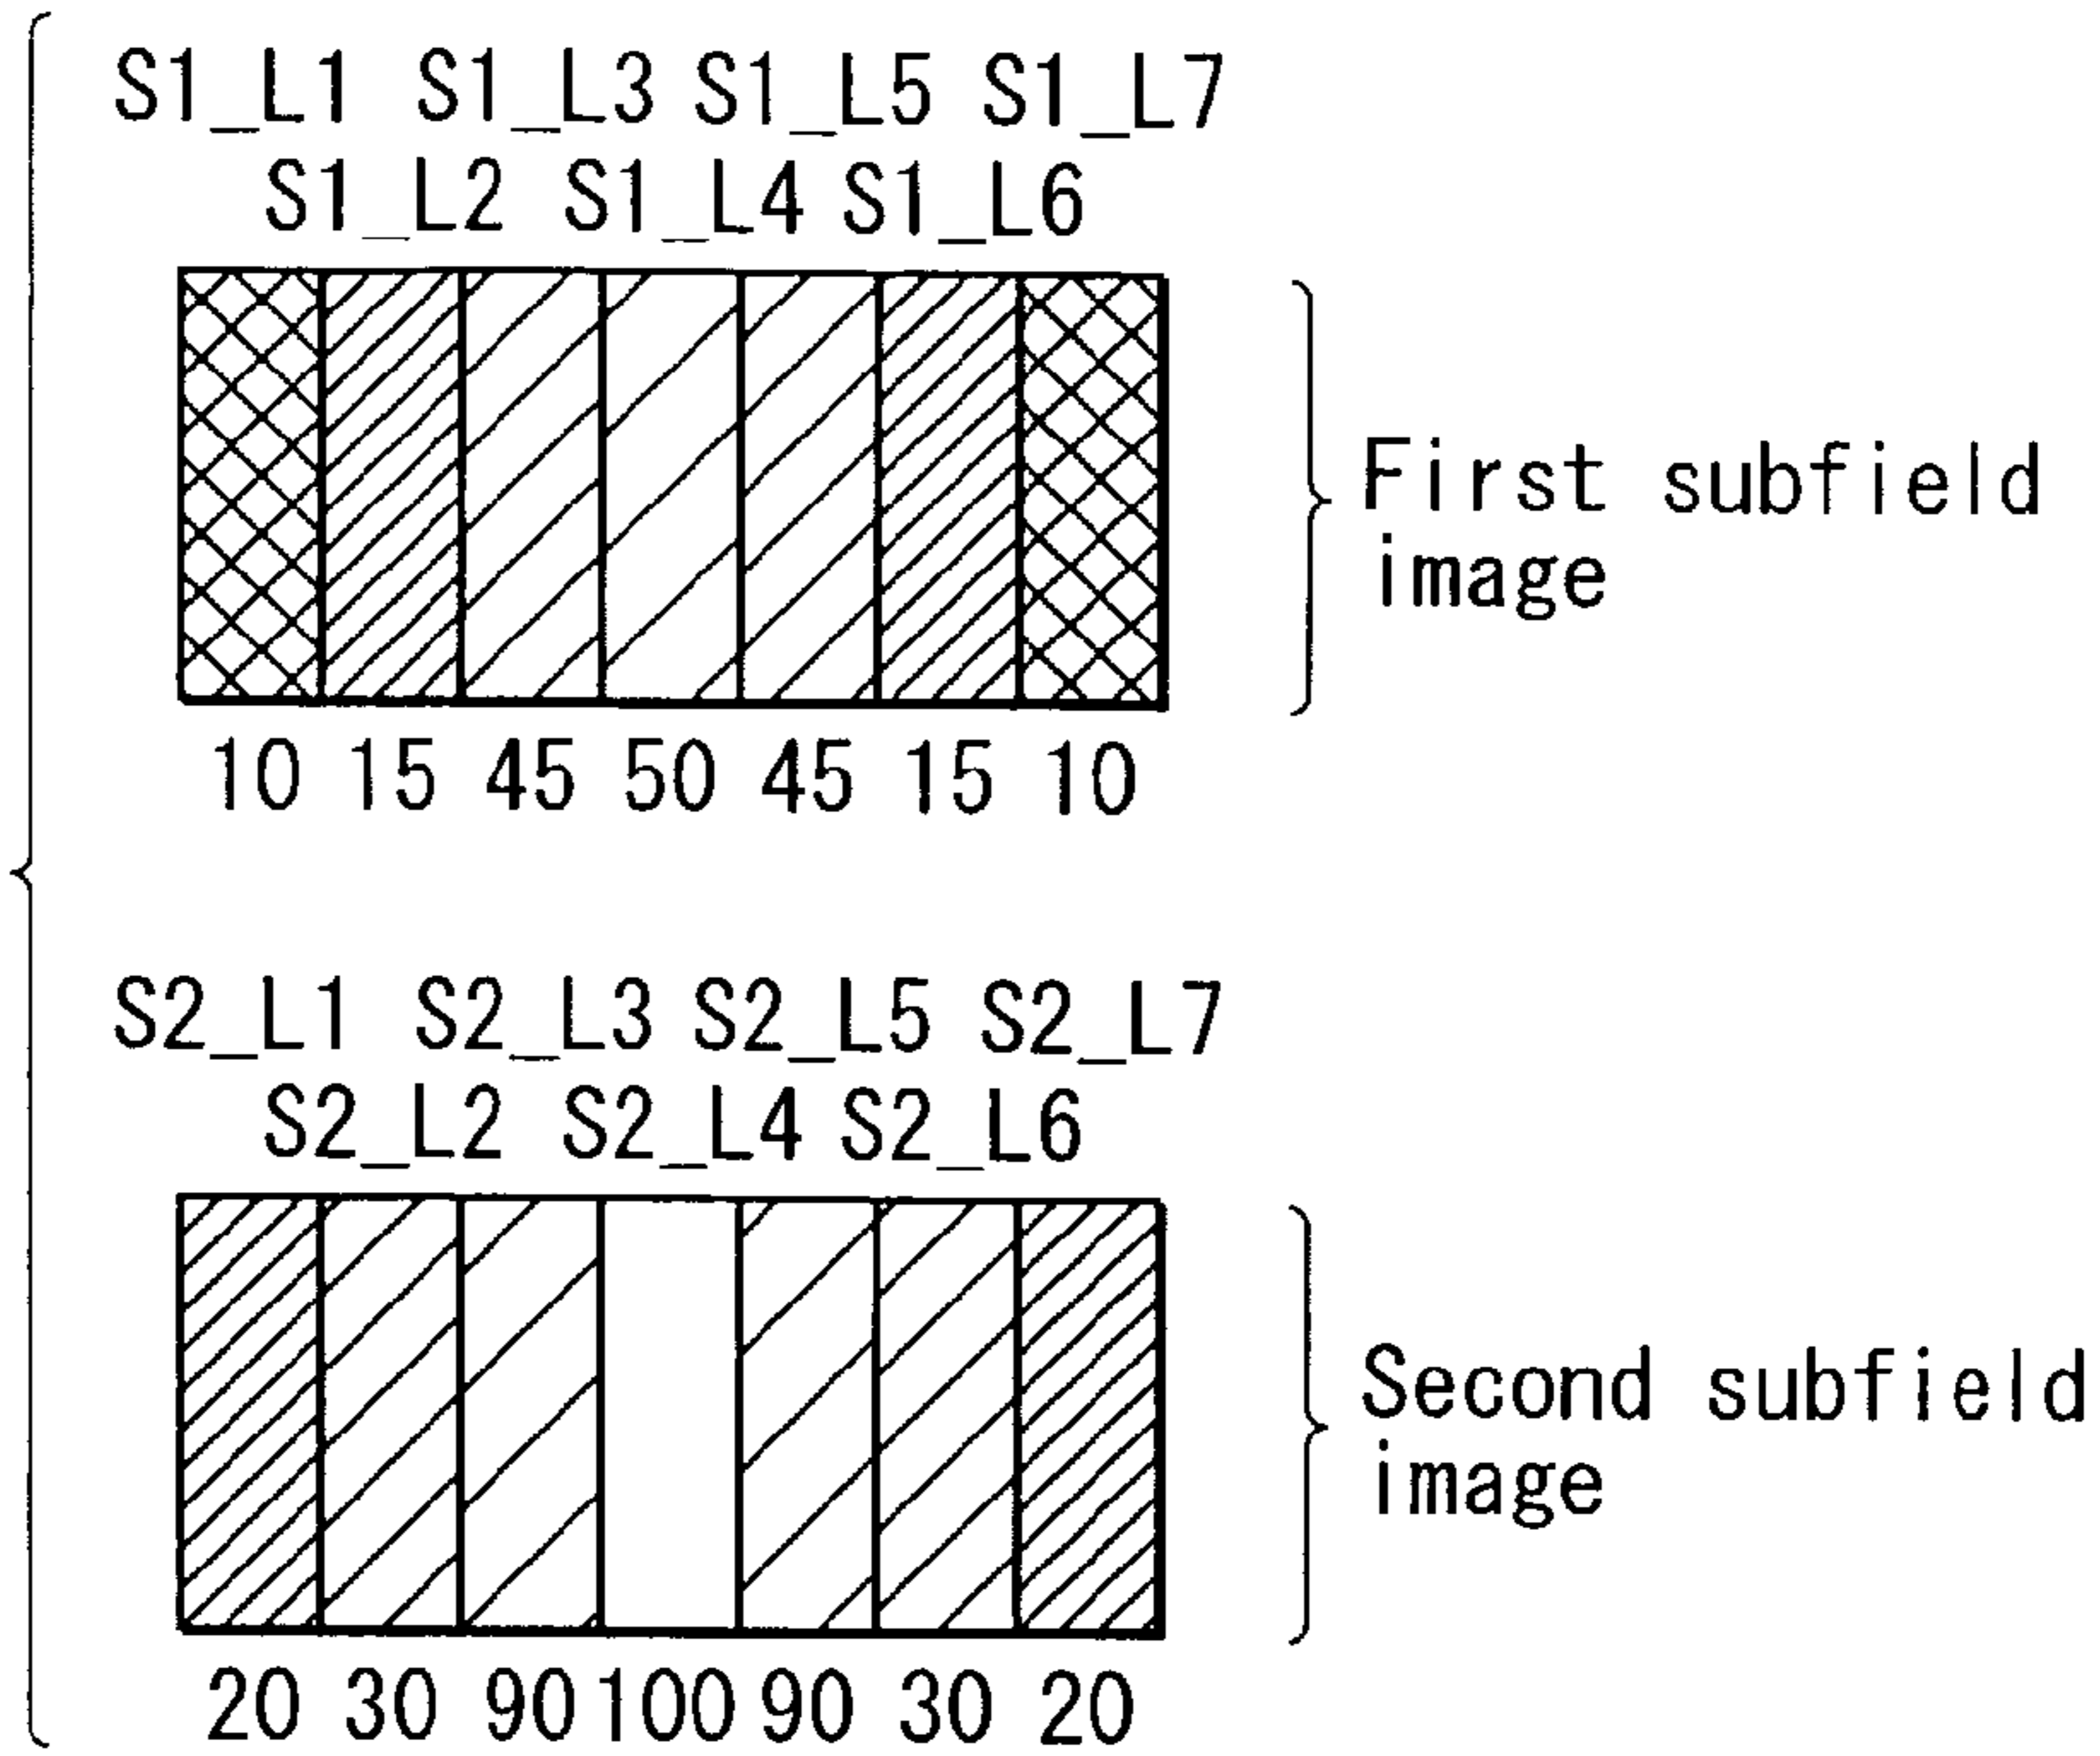 S1_L1 S1_L3 S1_L5 S1_L7
S1_L2 S1_L4 S1_L6
First subfield
image
10 15 45 50 45 15 10
S2_L1 S2_L3 S2_L5 S2_L7
S2_L2 S2_L4 S2_L6
Second subfield
image
20 30 90 100 90 30 20